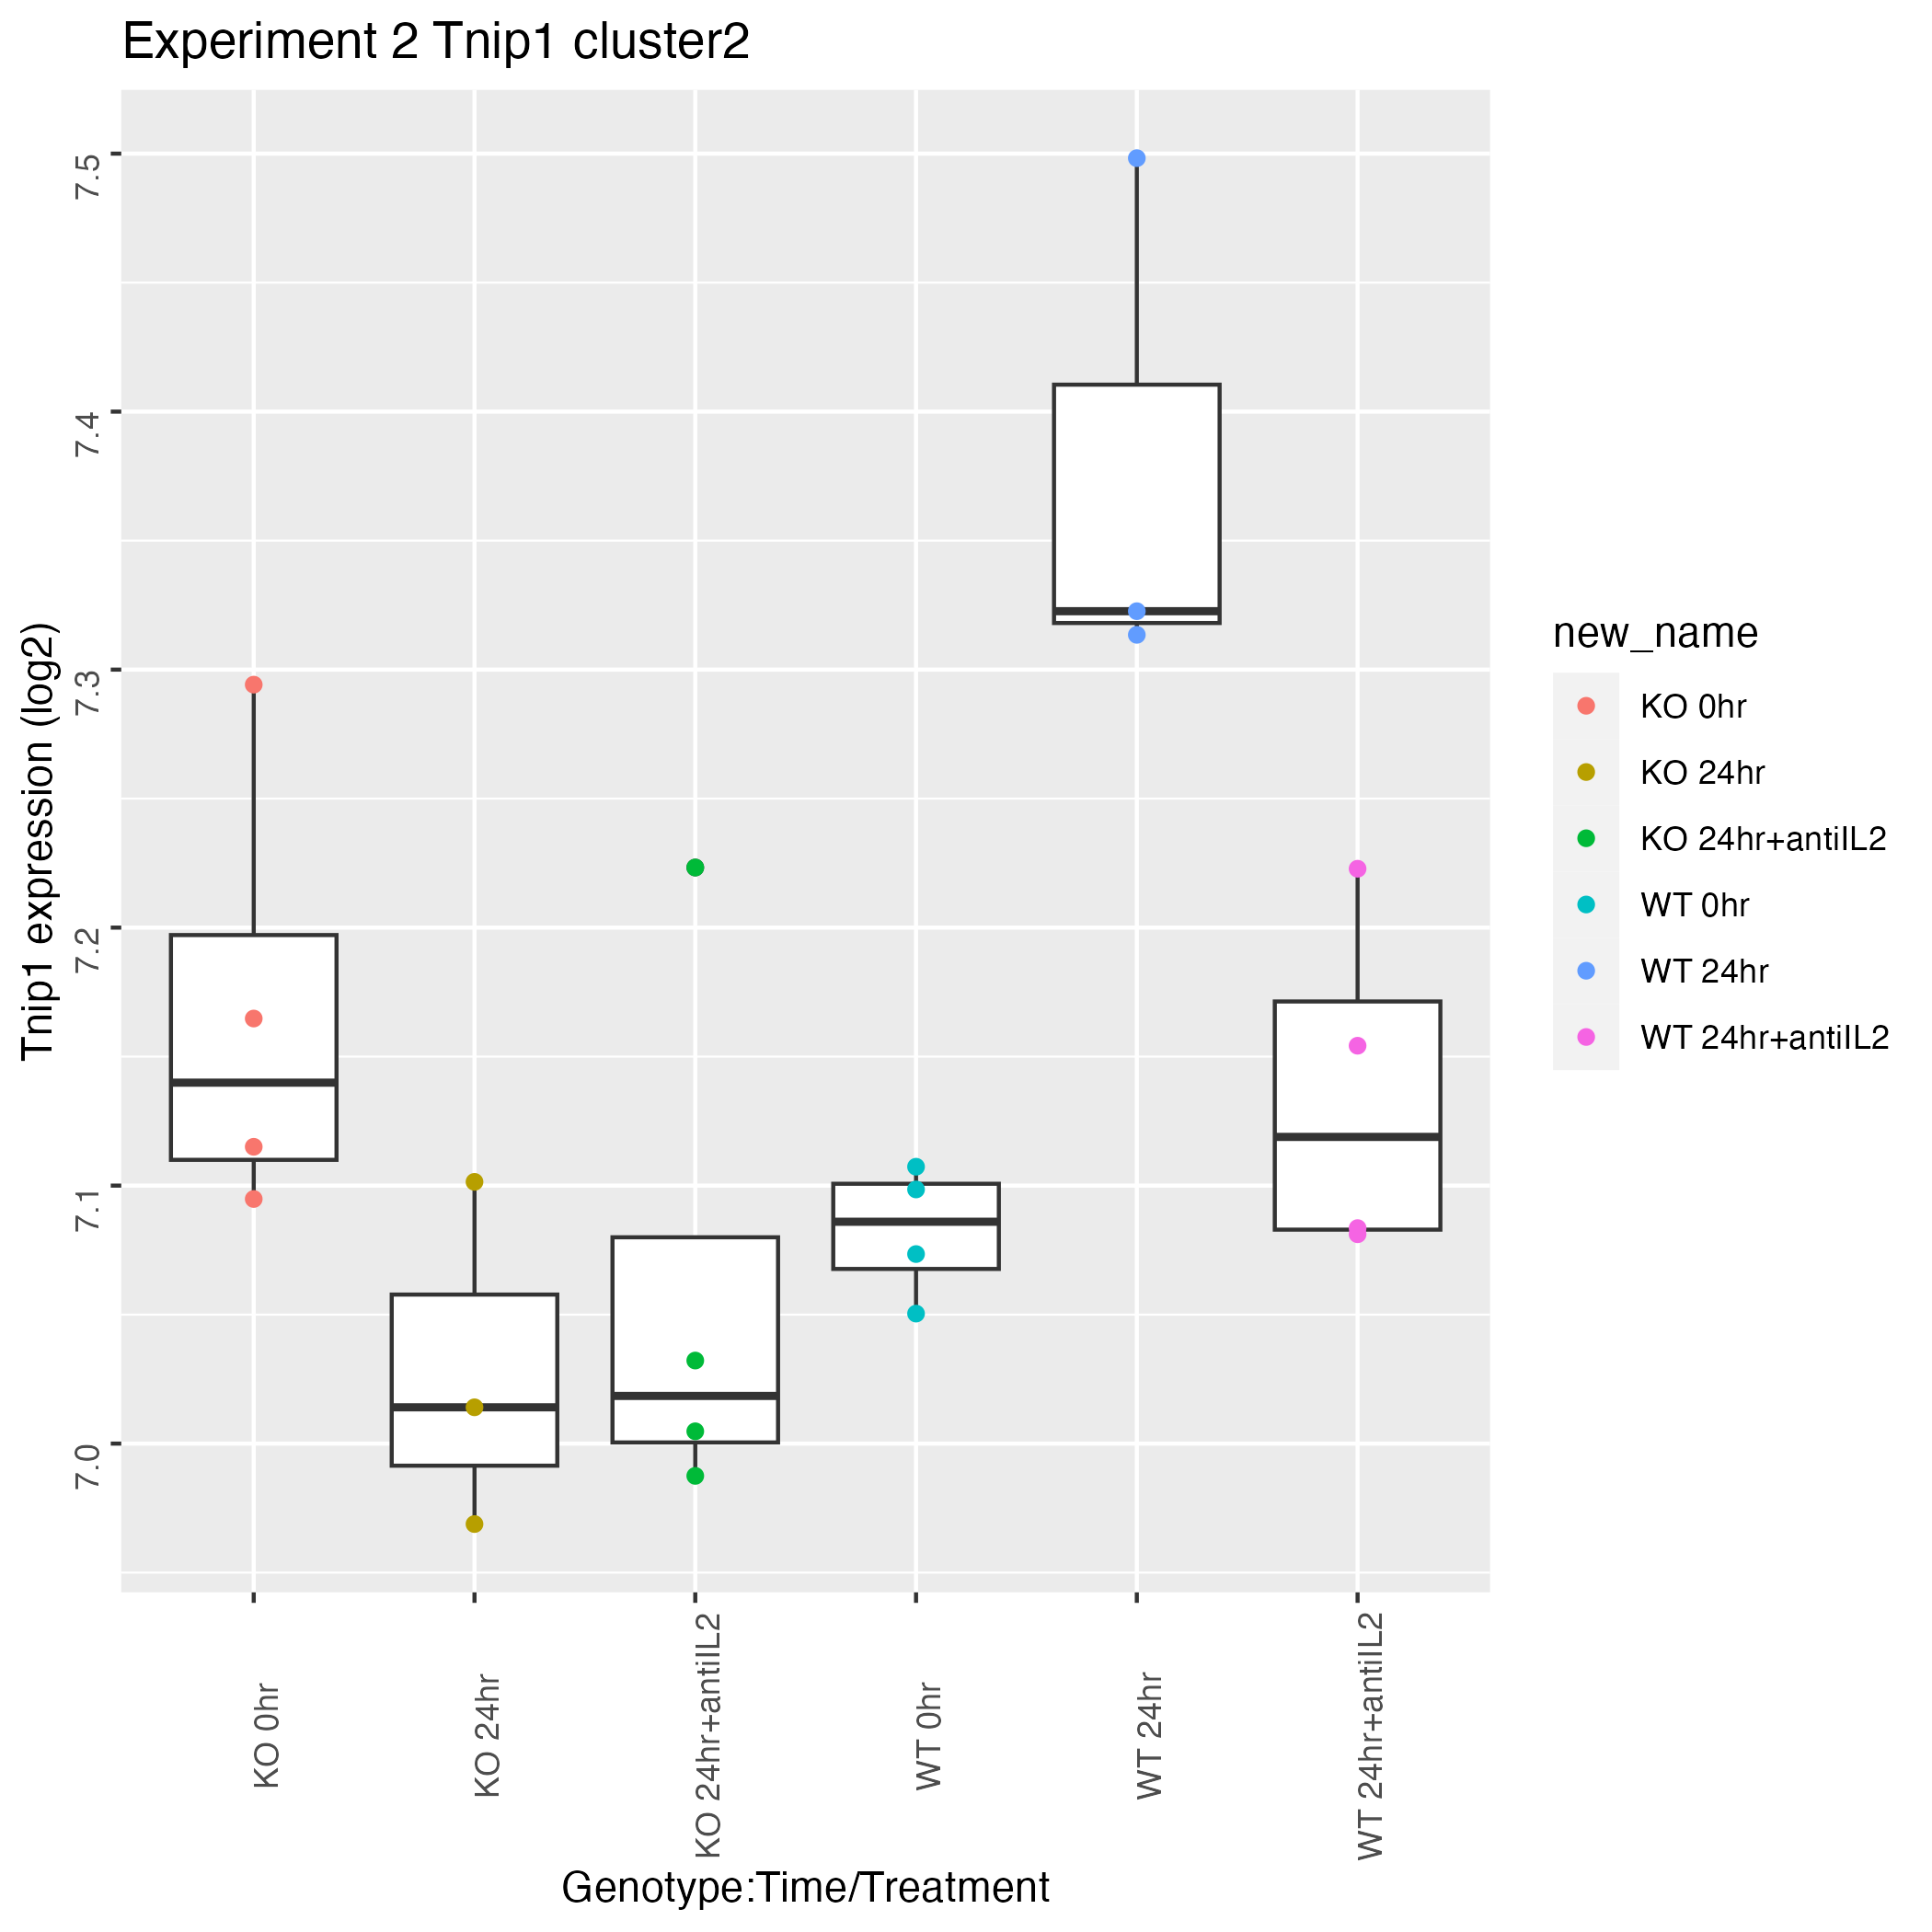 Experiment 2 Tnip1 cluster2
Tnip1 expression (log2)
7.5
7.4
7.3
7.2
7.1
7.0
KO 0hr
KO 24hr
KO 24hr+antiIL2
WT 0hr
WT 24hr
WT 24hr+antiIL2
Genotype:Time/Treatment
new_name
KO 0hr
KO 24hr
KO 24hr+antiIL2
WT 0hr
WT 24hr
WT 24hr+antiIL2